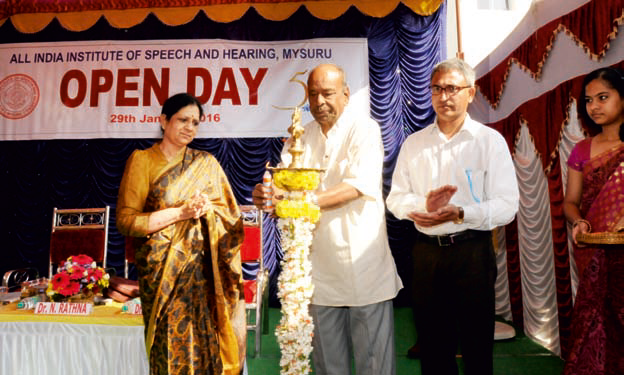 ALL INDIA INSTITUTE OF SPEECH AND HEARING, MYSURU
OPEN DAY
29th Jan 2016
Dr. N. RATHNA